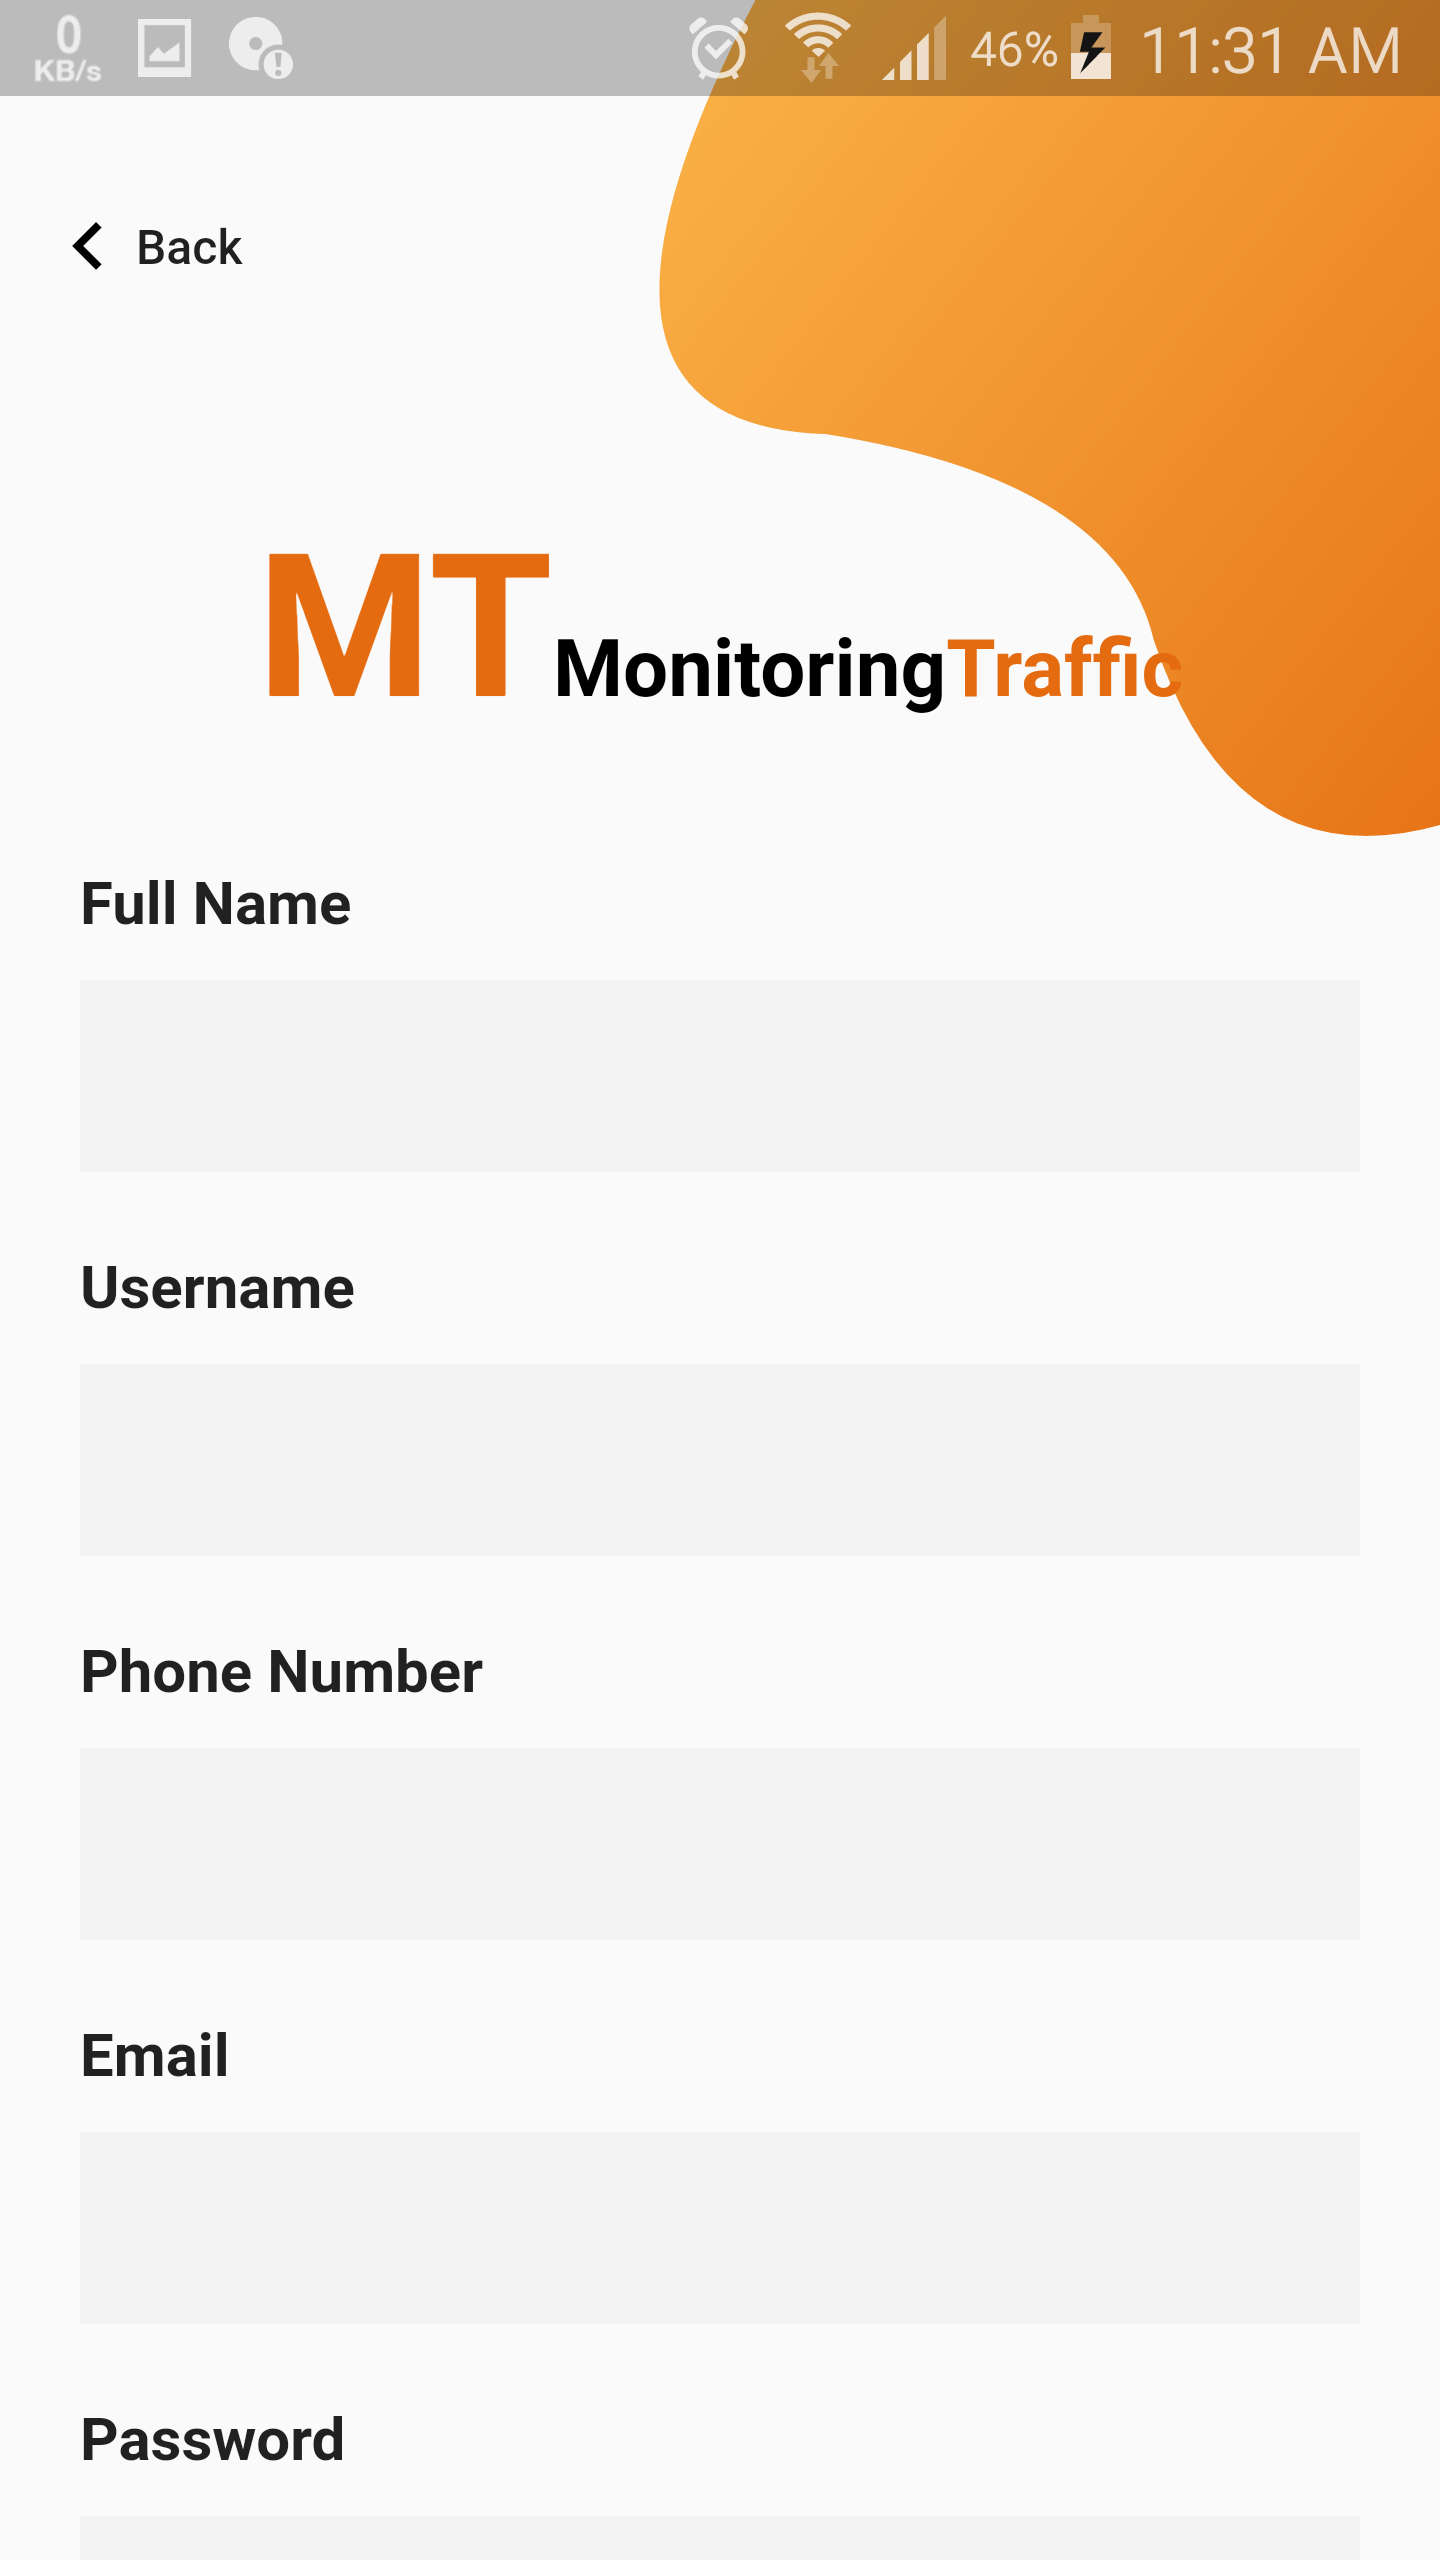 0
KB/s
46%
11:31 AM
Back
MT MonitoringTraffic
Full Name
Username
Phone Number
Email
Password